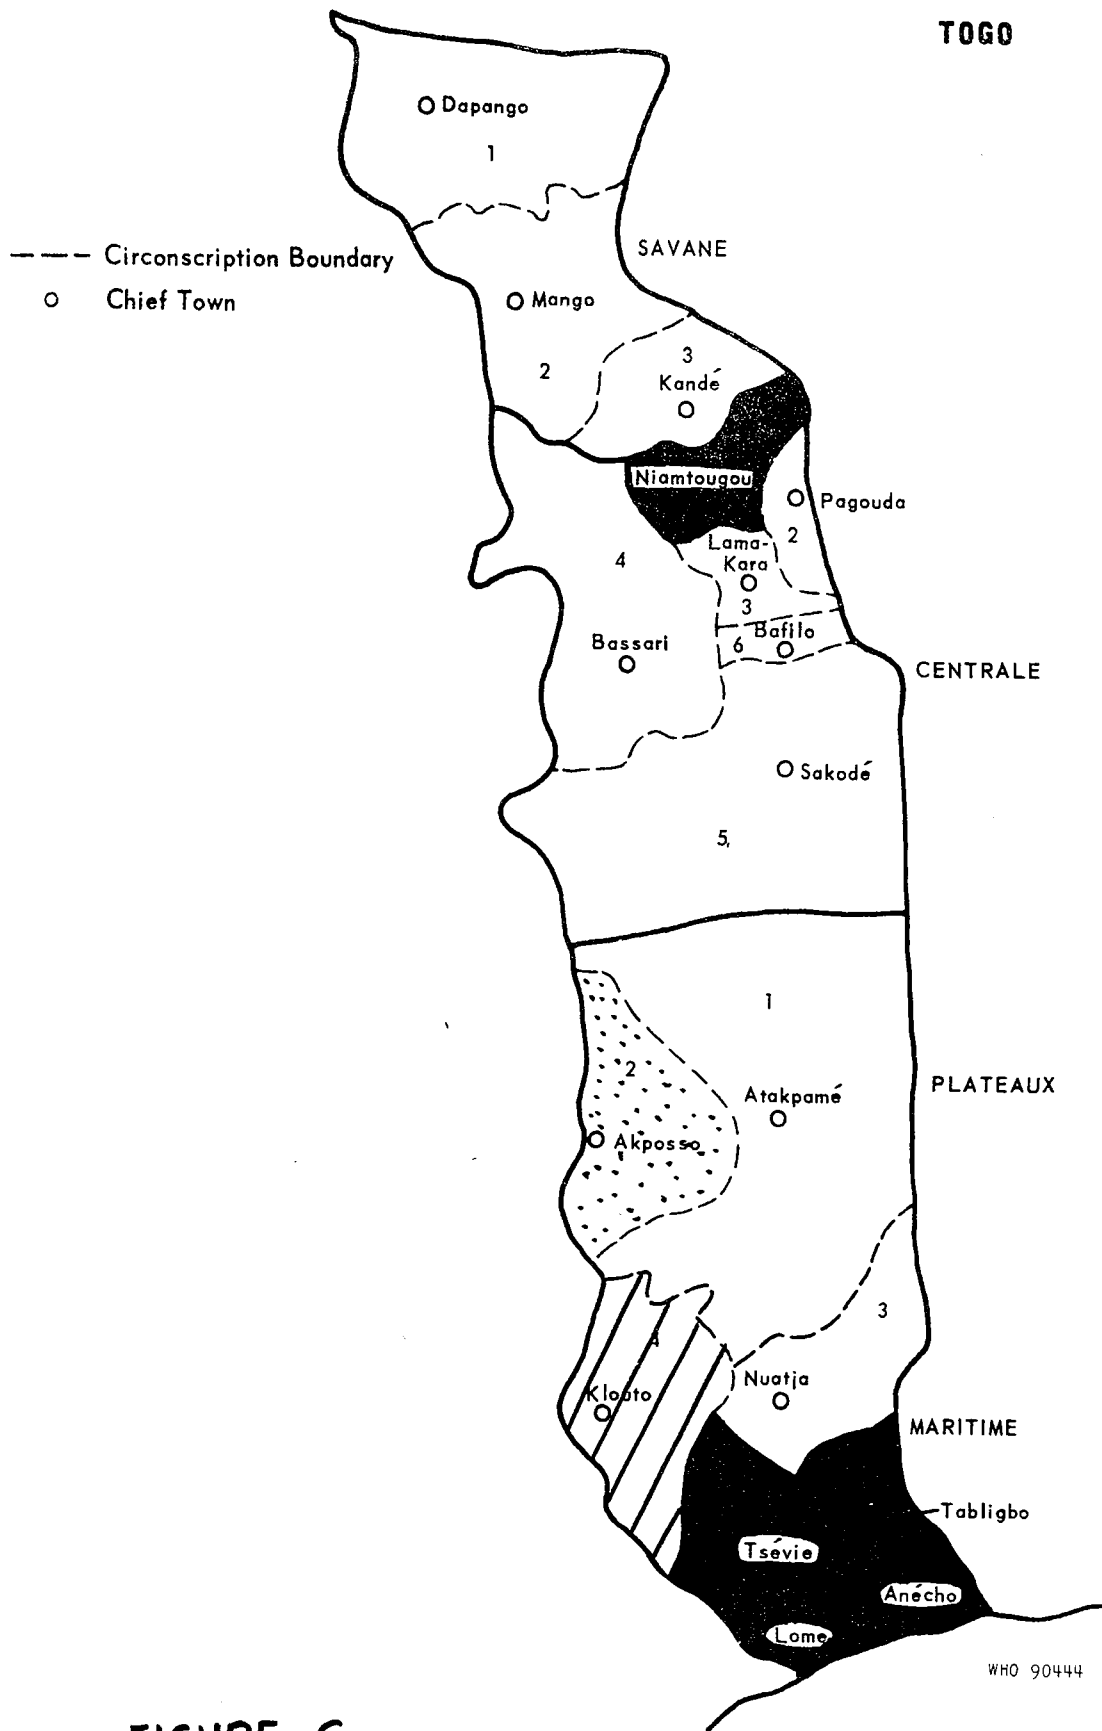 TOGO
Dapango
1
SAVANE
--- Circonscription Boundary
○ Chief Town
Mango
2
3
Kandé
Niamtougou
Pagouda
2
4
Lama-
Kara
3
Bafilo
6
Bassari
CENTRALE
Sakodé
5
1
2
PLATEAUX
Atakpamé
Akposso
3
4
Nuatja
Klouto
MARITIME
Tabligbo
Tsévie
Anécho
Lome
WHO 90444